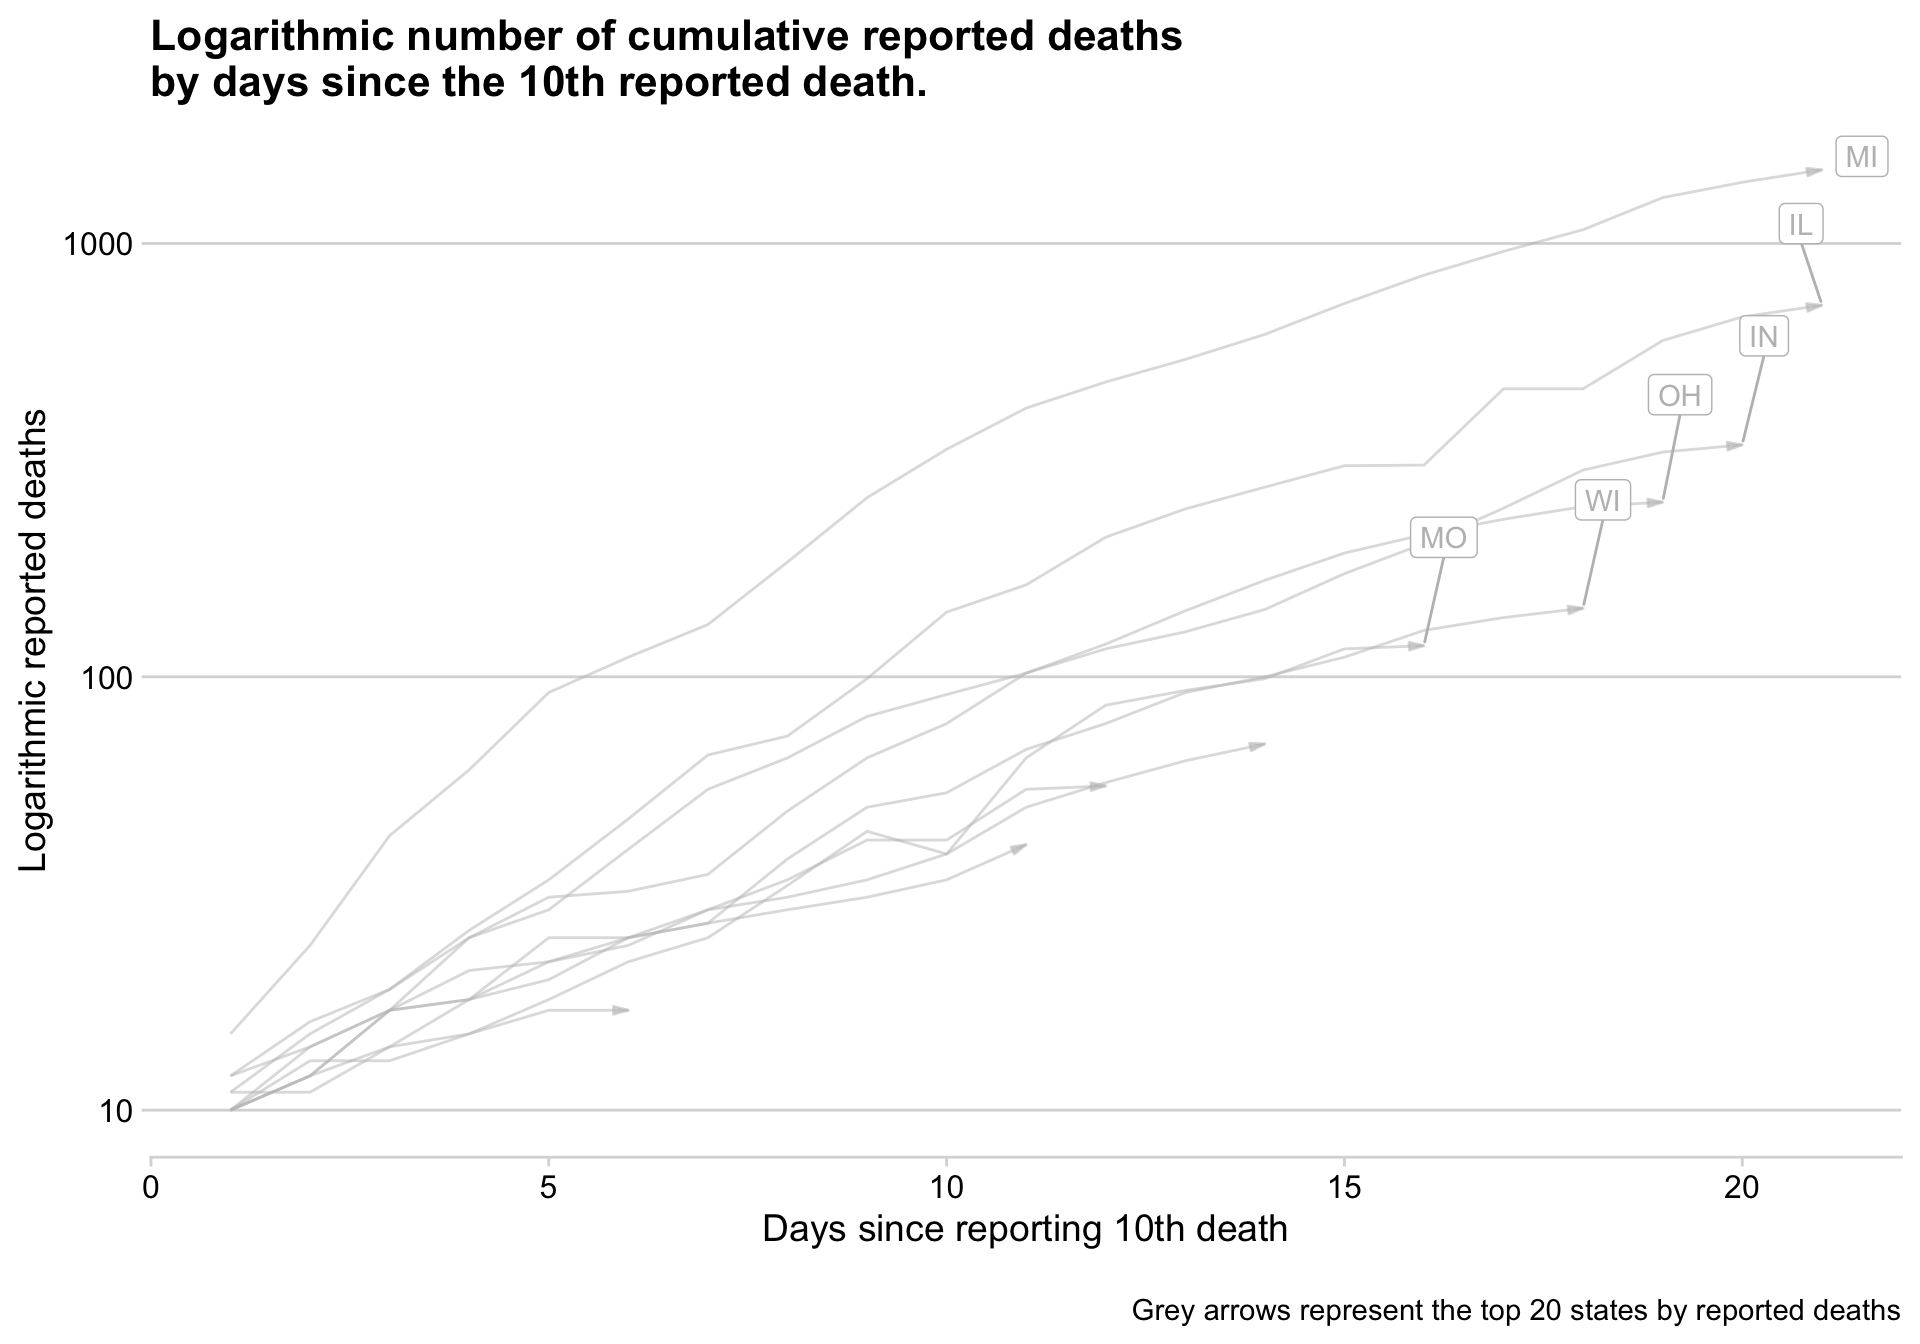 Logarithmic number of cumulative reported deaths
by days since the 10th reported death.
MI
IL
1000
IN
OH
WI
MO
100
10
Logarithmic reported deaths
0 5 10 15 20
Days since reporting 10th death
Grey arrows represent the top 20 states by reported deaths